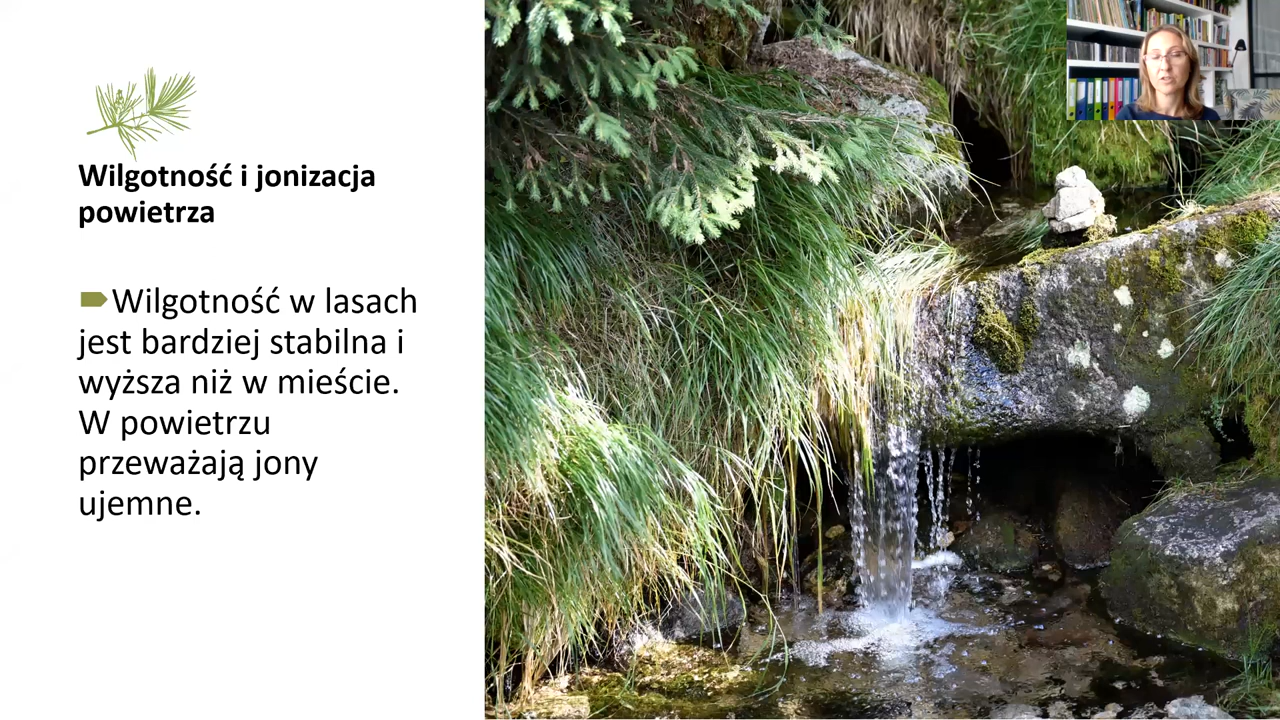 Wilgotność i jonizacja
powietrza
Wilgotność w lasach
jest bardziej stabilna i
wyższa niż w mieście.
W powietrzu
przeważają jony
ujemne.